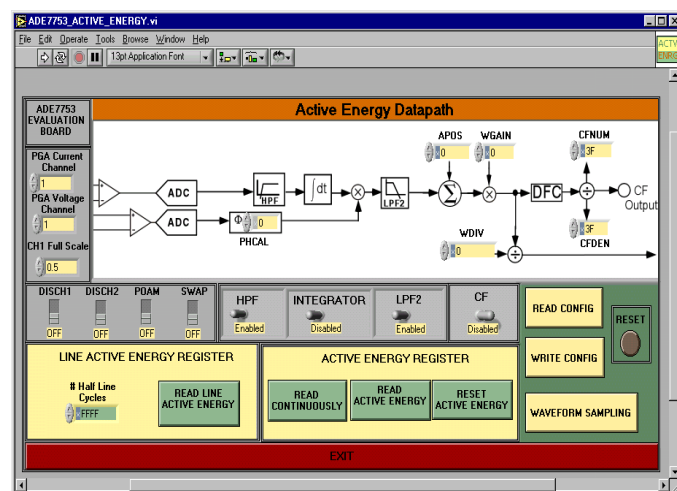 ADE7753_ACTIVE_ENERGY.vi
File Edit Operate Tools Browse Window Help
13pt Application Font
ADE7753
EVALUATION
BOARD
Active Energy Datapath
PGA Current
Channel
1
PGA Voltage
Channel
1
CH1 Full Scale
0.5
APOS
0
WGAIN
0
CFNUM
3F
ADC
HPF
∫dt
LPF2
Σ
DFC
CF
Output
ADC
Φ
0
PHCAL
WDIV
0
3F
CFDEN
DISCH1 DISCH2 POAM SWAP
OFF OFF OFF OFF
HPF INTEGRATOR LPF2 CF
Enabled Disabled Enabled Disabled
READ CONFIG
RESET
WRITE CONFIG
WAVEFORM SAMPLING
LINE ACTIVE ENERGY REGISTER
# Half Line
Cycles
FFFF
READ LINE
ACTIVE ENERGY
ACTIVE ENERGY REGISTER
READ
CONTINUOUSLY
READ
ACTIVE ENERGY
RESET
ACTIVE ENERGY
EXIT